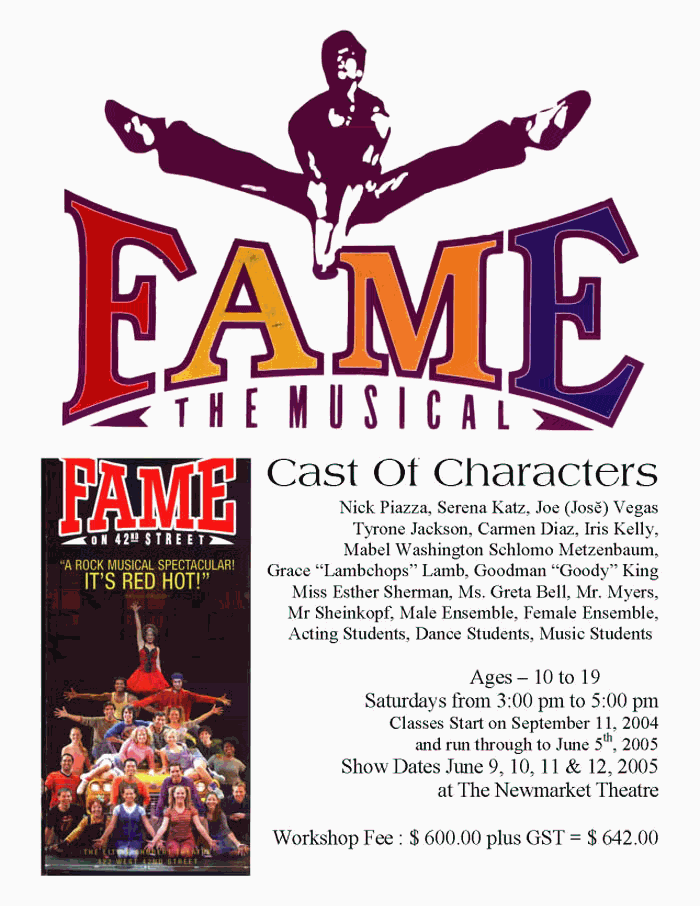 FAME
THE MUSICAL
FAME
ON 42ND STREET
"A ROCK MUSICAL SPECTACULAR!
IT'S RED HOT!"
422 WEST 42ND STREET
Cast Of Characters
Nick Piazza, Serena Katz, Joe (Josĕ) Vegas
Tyrone Jackson, Carmen Diaz, Iris Kelly,
Mabel Washington Schlomo Metzenbaum,
Grace “Lambchops” Lamb, Goodman “Goody” King
Miss Esther Sherman, Ms. Greta Bell, Mr. Myers,
Mr Sheinkopf, Male Ensemble, Female Ensemble,
Acting Students, Dance Students, Music Students
Ages – 10 to 19
Saturdays from 3:00 pm to 5:00 pm
Classes Start on September 11, 2004
and run through to June 5th, 2005
Show Dates June 9, 10, 11 & 12, 2005
at The Newmarket Theatre
Workshop Fee : $ 600.00 plus GST = $ 642.00